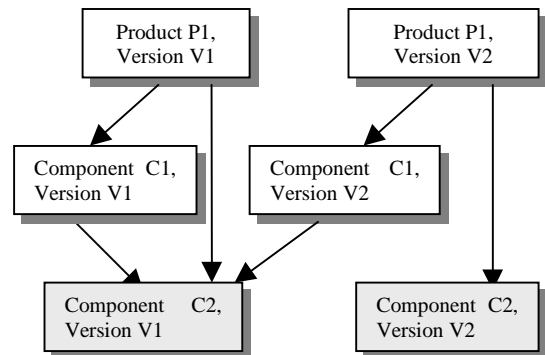 Product P1,
Version V1
Product P1,
Version V2
Component C1,
Version V1
Component C1,
Version V2
Component C2,
Version V1
Component C2,
Version V2